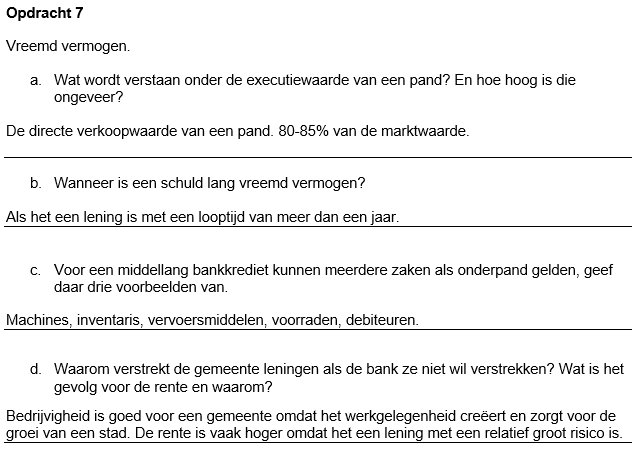 Opdracht 7
Vreemd vermogen.
a. Wat wordt verstaan onder de executiewaarde van een pand? En hoe hoog is die
ongeveer?
De directe verkoopwaarde van een pand. 80-85% van de marktwaarde.
b. Wanneer is een schuld lang vreemd vermogen?
Als het een lening is met een looptijd van meer dan een jaar.
c. Voor een middellang bankkrediet kunnen meerdere zaken als onderpand gelden, geef
daar drie voorbeelden van.
Machines, inventaris, vervoersmiddelen, voorraden, debiteuren.
d. Waarom verstrekt de gemeente leningen als de bank ze niet wil verstrekken? Wat is het
gevolg voor de rente en waarom?
Bedrijvigheid is goed voor een gemeente omdat het werkgelegenheid creëert en zorgt voor de
groei van een stad. De rente is vaak hoger omdat het een lening met een relatief groot risico is.